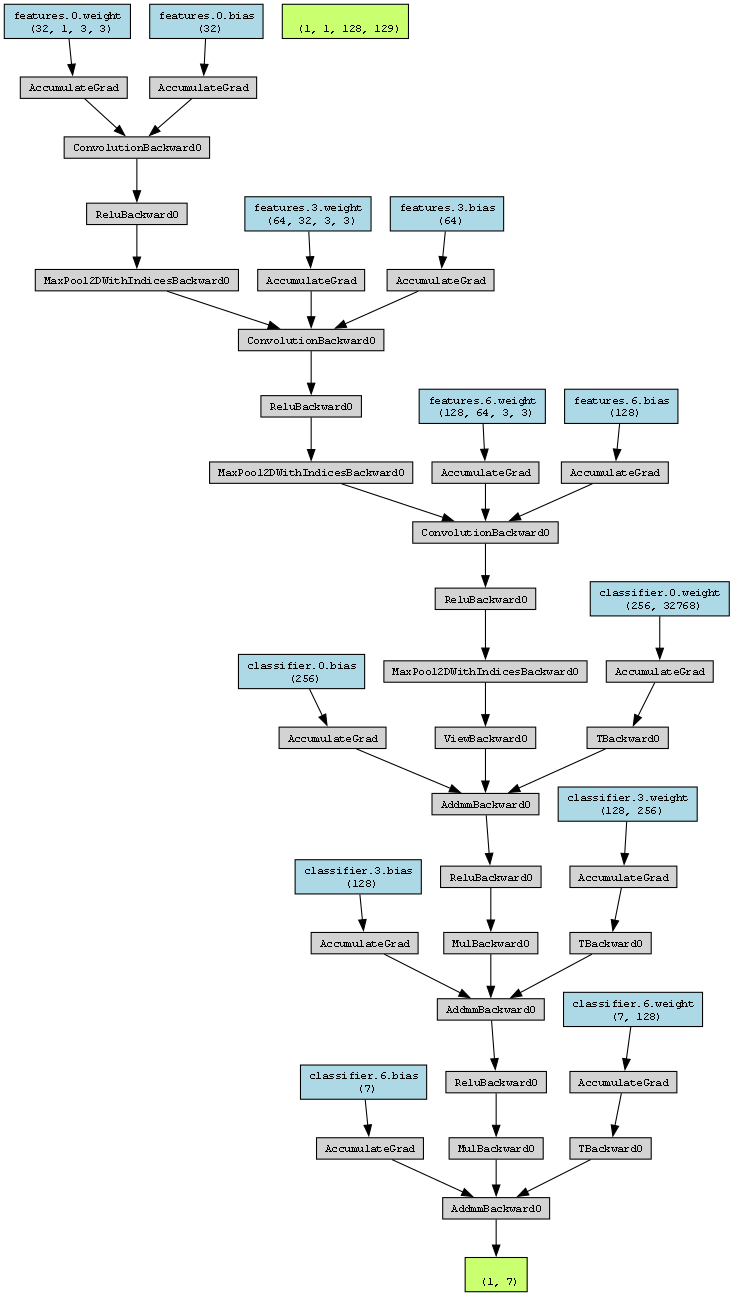 features.0.weight
(32, 1, 3, 3)
features.0.bias
(32)
(1, 1, 128, 129)
AccumulateGrad
AccumulateGrad
ConvolutionBackward0
ReluBackward0
features.3.weight
(64, 32, 3, 3)
features.3.bias
(64)
MaxPool2DWithIndicesBackward0
AccumulateGrad
AccumulateGrad
ConvolutionBackward0
ReluBackward0
features.6.weight
(128, 64, 3, 3)
features.6.bias
(128)
MaxPool2DWithIndicesBackward0
AccumulateGrad
AccumulateGrad
ConvolutionBackward0
ReluBackward0
classifier.0.weight
(256, 32768)
classifier.0.bias
(256)
MaxPool2DWithIndicesBackward0
AccumulateGrad
AccumulateGrad
ViewBackward0
TBackward0
AddmmBackward0
classifier.3.weight
(128, 256)
classifier.3.bias
(128)
ReluBackward0
AccumulateGrad
AccumulateGrad
MulBackward0
TBackward0
AddmmBackward0
classifier.6.weight
(7, 128)
classifier.6.bias
(7)
ReluBackward0
AccumulateGrad
AccumulateGrad
MulBackward0
TBackward0
AddmmBackward0
(1, 7)